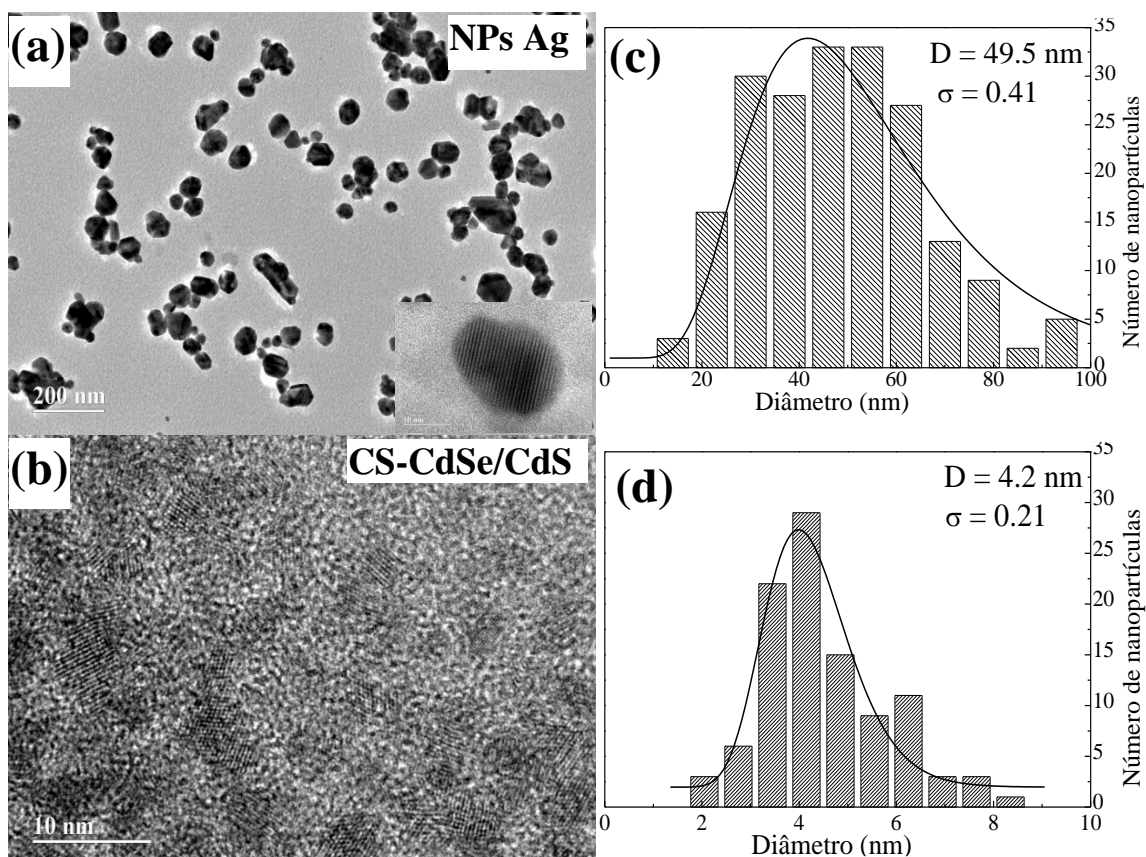 (a)
NPs Ag
200 nm
10 nm
(b)
CS-CdSe/CdS
10 nm
(c)
D = 49.5 nm
σ = 0.41
35
30
25
20
15
10
5
0
Número de nanopartículas
0 20 40 60 80 100
Diâmetro (nm)
(d)
D = 4.2 nm
σ = 0.21
35
30
25
20
15
10
5
0
Número de nanopartículas
0 2 4 6 8 10
Diâmetro (nm)